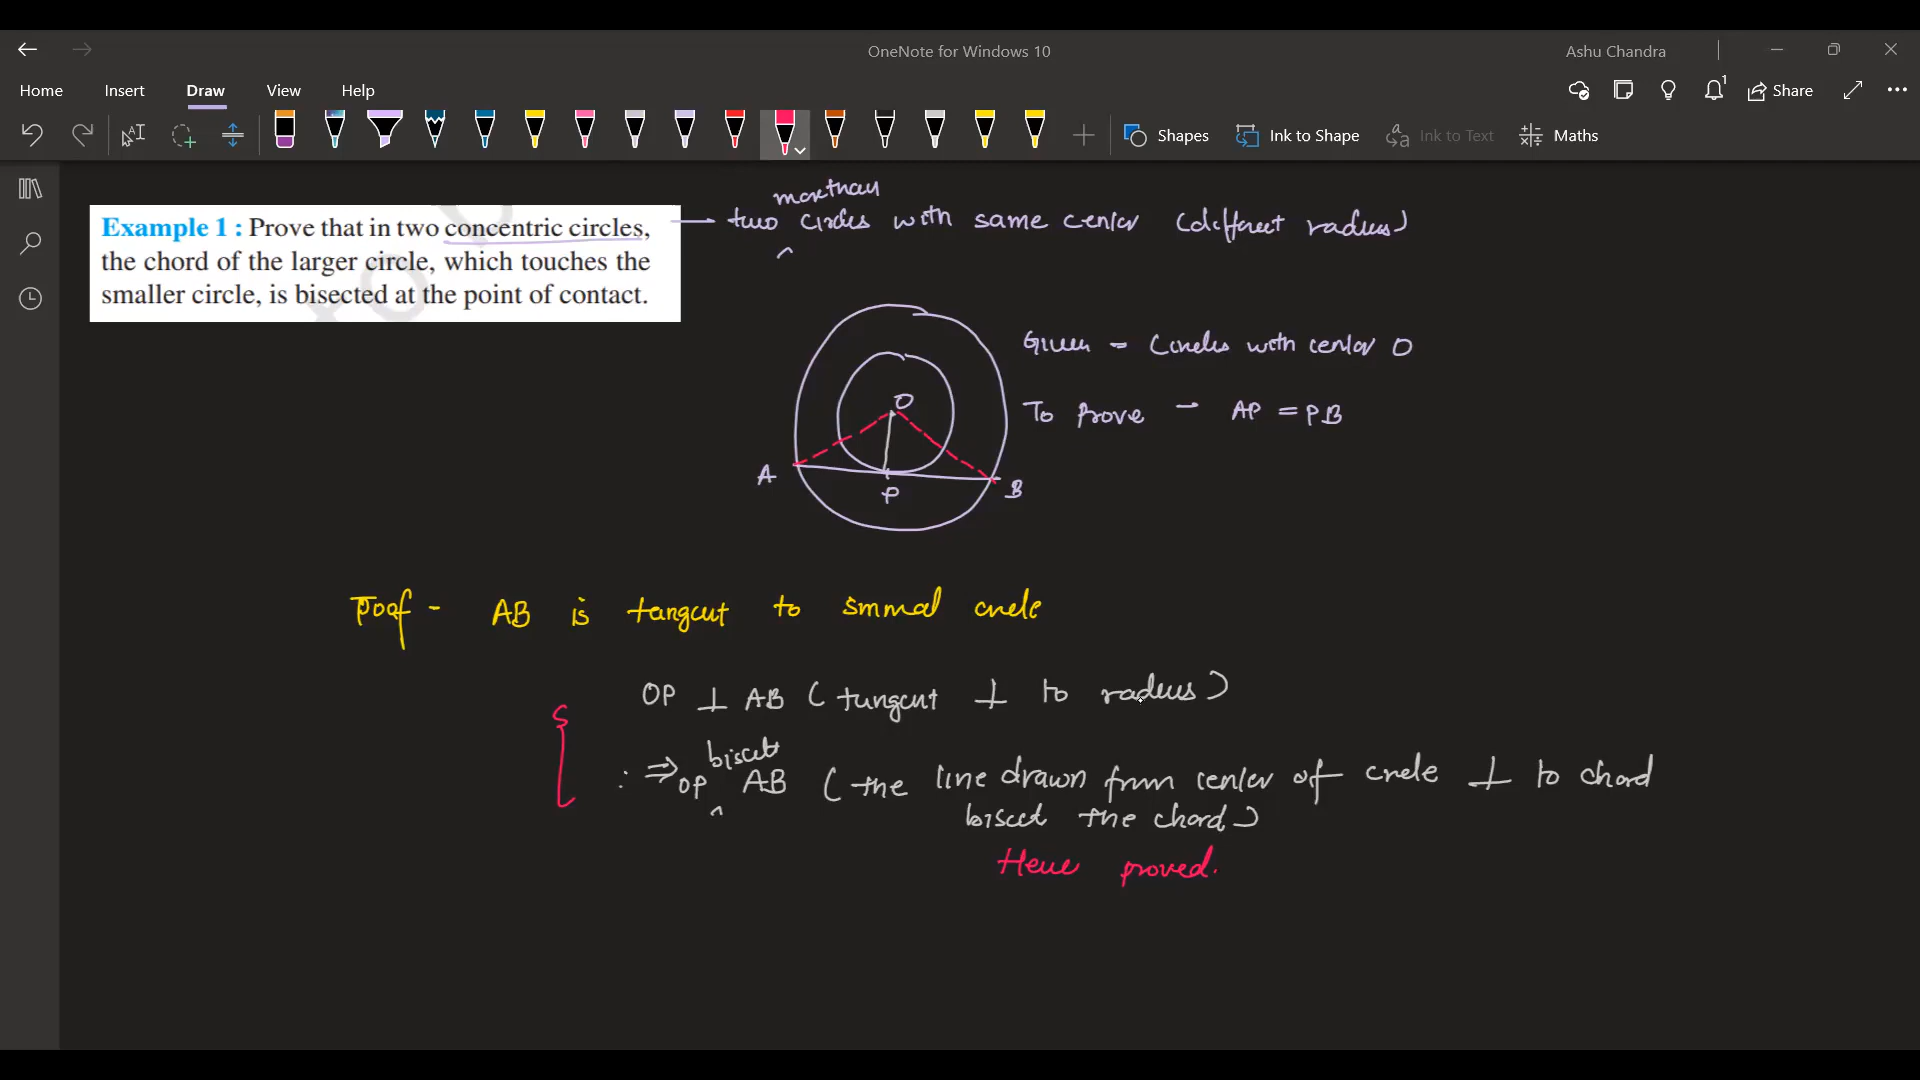 OneNote for Windows 10
Ashu Chandra
Home Insert Draw View Help
1 Share
Shapes Ink to Shape Ink to Text Maths
Example 1 : Prove that in two concentric circles,
the chord of the larger circle, which touches the
smaller circle, is bisected at the point of contact.
more than
two circles with same center (different radius)
Given - Circles with center O
To Prove - AP = PB
O
A
P
B
Proof - AB is tangent to smmal circle
OP ⊥ AB ( tangent ⊥ to radius )
bisect
∴ ⇒ OP ^ AB ( the line drawn from center of circle ⊥ to chord
bisect the chord )
Hence proved.